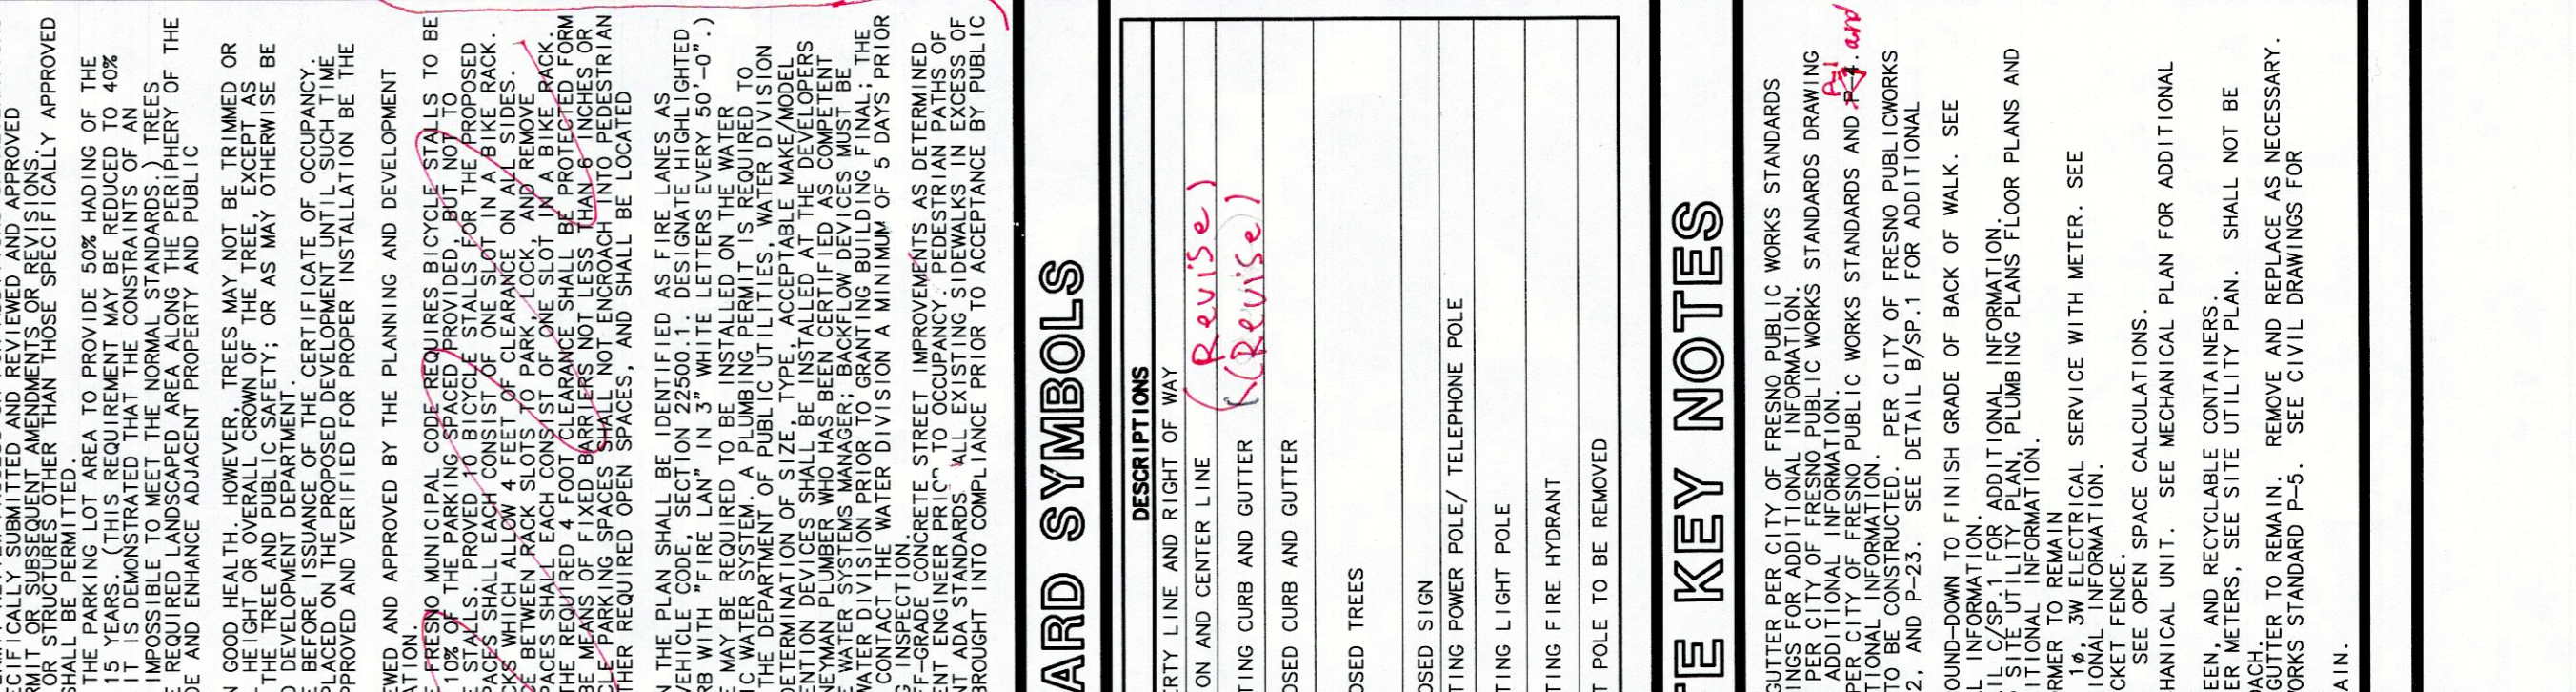 REVIEWED AND APPROVED
MIT OR SUBSEQUENT AMENDMENTS OR REVISIONS.
OR STRUCTURES OTHER THAN THOSE SPECIFICALLY APPROVED
SHALL BE PERMITTED.
THE PARKING LOT AREA TO PROVIDE 50% HADING OF THE
15 YEARS. (THIS REQUIREMENT MAY BE REDUCED TO 40%
IT IS DEMONSTRATED THAT THE CONSTRAINTS OF AN
IMPOSSIBLE TO MEET THE NORMAL STANDARDS.) TREES
REQUIRED LANDSCAPED AREA ALONG THE PERIPHERY OF THE
DE AND ENHANCE ADJACENT PROPERTY AND PUBLIC
N GOOD HEALTH. HOWEVER, TREES MAY NOT BE TRIMMED OR
HEIGHT OR OVERALL CROWN OF THE TREE, EXCEPT AS
THE TREE AND PUBLIC SAFETY; OR AS MAY OTHERWISE BE
DEVELOPMENT DEPARTMENT.
BEFORE ISSUANCE OF THE CERTIFICATE OF OCCUPANCY.
PLACED ON THE PROPOSED DEVELOPMENT UNTIL SUCH TIME
PPROVED AND VERIFIED FOR PROPER INSTALLATION BE THE
EWED AND APPROVED BY THE PLANNING AND DEVELOPMENT
ATION.
FRESNO MUNICIPAL CODE REQUIRES BICYCLE STALLS TO BE
10% OF THE PARKING SPACED PROVIDED, BUT NOT TO
E STALLS. PROVED 10 BICYCLE STALLS FOR THE PROPOSED
PACES SHALL EACH CONSIST OF ONE SLOT IN A BIKE RACK.
CKS WHICH ALLOW 4 FEET OF CLEARANCE ON ALL SIDES.
E BETWEEN RACK SLOTS TO PARK, LOCK, AND REMOVE
PACES SHALL EACH CONSIST OF ONE SLOT IN A BIKE RACK.
THE REQUIRED 4 FOOT CLEARANCE SHALL BE PROTECTED FORM
BE MEANS OF FIXED BARRIERS NOT LESS THAN 6 INCHES OR
CLE PARKING SPACES SHALL NOT ENCROACH INTO PEDESTRIAN
THER REQUIRED OPEN SPACES, AND SHALL BE LOCATED
N THE PLAN SHALL BE IDENTIFIED AS FIRE LANES AS
VEHICLE CODE, SECTION 22500.1. DESIGNATE HIGHLIGHTED
RB WITH "FIRE LAN" IN 3" WHITE LETTERS EVERY 50'-0".)
E MAY BE REQUIRED TO BE INSTALLED ON THE WATER
IC WATER SYSTEM. A PLUMBING PERMIT IS REQUIRED TO
THE DEPARTMENT OF PUBLIC UTILITIES, WATER DIVISION
DETERMINATION OF SIZE, TYPE, ACCEPTABLE MAKE/MODEL
ENTION DEVICES SHALL BE INSTALLED AT THE DEVELOPERS
NEYMAN PLUMBER WHO HAS BEEN CERTIFIED AS COMPETENT
E WATER SYSTEMS MANAGER; BACKFLOW DEVICES MUST BE
WATER DIVISION PRIOR TO GRANTING BUILDING FINAL; THE
CONTACT THE WATER DIVISION A MINIMUM OF 5 DAYS PRIOR
G INSPECTION.
FF-GRADE CONCRETE STREET IMPROVEMENTS AS DETERMINED
ENT ENGINEER PRIC TO OCCUPANCY. PEDESTRIAN PATHS OF
NT ADA STANDARDS. ALL EXISTING SIDEWALKS IN EXCESS OF
BROUGHT INTO COMPLIANCE PRIOR TO ACCEPTANCE BY PUBLIC
ARD SYMBOLS
DESCRIPTIONS
ERTY LINE AND RIGHT OF WAY
ON AND CENTER LINE (Revise)
TING CURB AND GUTTER (Revise)
OSED CURB AND GUTTER
OSED TREES
OSED SIGN
TING POWER POLE/ TELEPHONE POLE
TING LIGHT POLE
TING FIRE HYDRANT
T POLE TO BE REMOVED
TE KEY NOTES
GUTTER PER CITY OF FRESNO PUBLIC WORKS STANDARDS
INGS FOR ADDITIONAL INFORMATION.
PER CITY OF FRESNO PUBLIC WORKS STANDARDS DRAWING
ADDITIONAL INFORMATION.
PER CITY OF FRESNO PUBLIC WORKS STANDARDS AND P-4. and
P-1
TIONAL INFORMATION.
TO BE CONSTRUCTED. PER CITY OF FRESNO PUBLICWORKS
2, AND P-23. SEE DETAIL B/SP.1 FOR ADDITIONAL
OUND-DOWN TO FINISH GRADE OF BACK OF WALK. SEE
L INFORMATION.
IL C/SP.1 FOR ADDITIONAL INFORMATION.
SITE UTILITY PLAN, PLUMBING PLANS FLOOR PLANS AND
ITIONAL INFORMATION.
RMER TO REMAIN
1ø, 3W ELECTRICAL SERVICE WITH METER. SEE
IONAL INFORMATION.
CKET FENCE.
SEE OPEN SPACE CALCULATIONS.
HANICAL UNIT. SEE MECHANICAL PLAN FOR ADDITIONAL
EEN, AND RECYCLABLE CONTAINERS.
ER METERS, SEE SITE UTILITY PLAN. SHALL NOT BE
OACH.
GUTTER TO REMAIN. REMOVE AND REPLACE AS NECESSARY.
ORKS STANDARD P-5. SEE CIVIL DRAWINGS FOR
AIN.